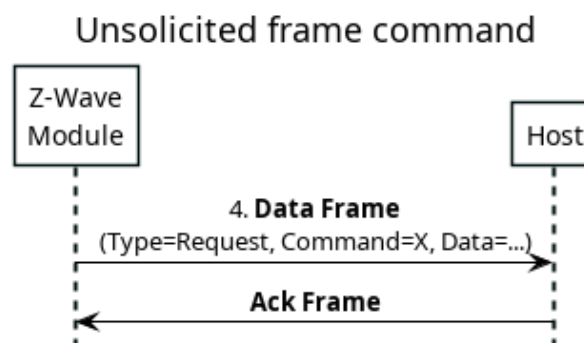 Unsolicited frame command
Z-Wave
Module
Host
4. Data Frame
(Type=Request, Command=X, Data=...)
Ack Frame